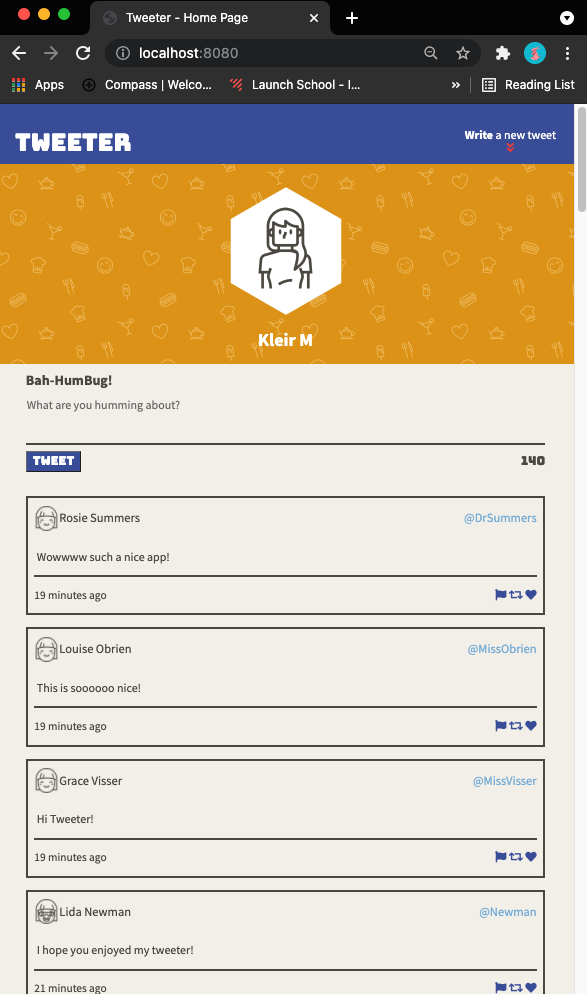 Tweeter - Home Page
localhost:8080
Apps
Compass | Welco...
Launch School - I...
»
Reading List
TWEETER
Write a new tweet
Kleir M
Bah-HumBug!
What are you humming about?
TWEET
140
Rosie Summers
@DrSummers
Wowwww such a nice app!
19 minutes ago
Louise Obrien
@MissObrien
This is soooooo nice!
19 minutes ago
Grace Visser
@MissVisser
Hi Tweeter!
19 minutes ago
Lida Newman
@Newman
I hope you enjoyed my tweeter!
21 minutes ago